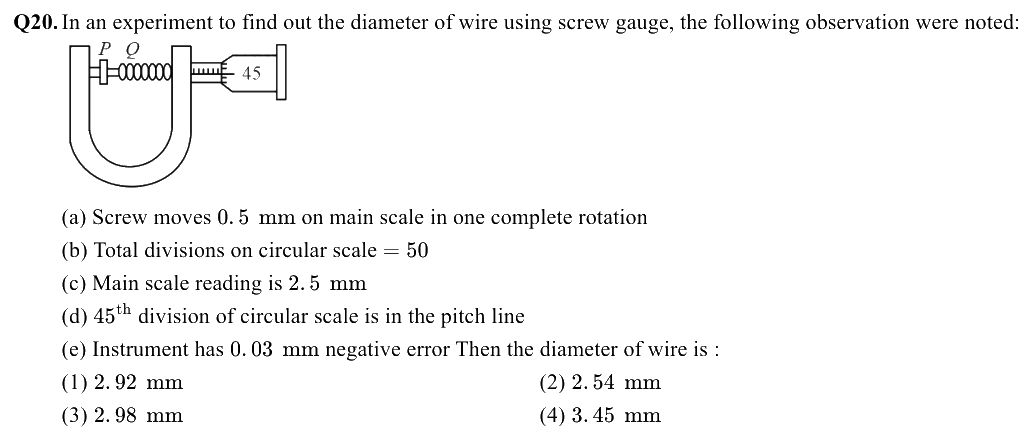 Q20. In an experiment to find out the diameter of wire using screw gauge, the following observation were noted:
P Q
45
(a) Screw moves 0.5 mm on main scale in one complete rotation
(b) Total divisions on circular scale = 50
(c) Main scale reading is 2.5 mm
(d) 45th division of circular scale is in the pitch line
(e) Instrument has 0.03 mm negative error Then the diameter of wire is :
(1) 2.92 mm (2) 2.54 mm
(3) 2.98 mm (4) 3.45 mm